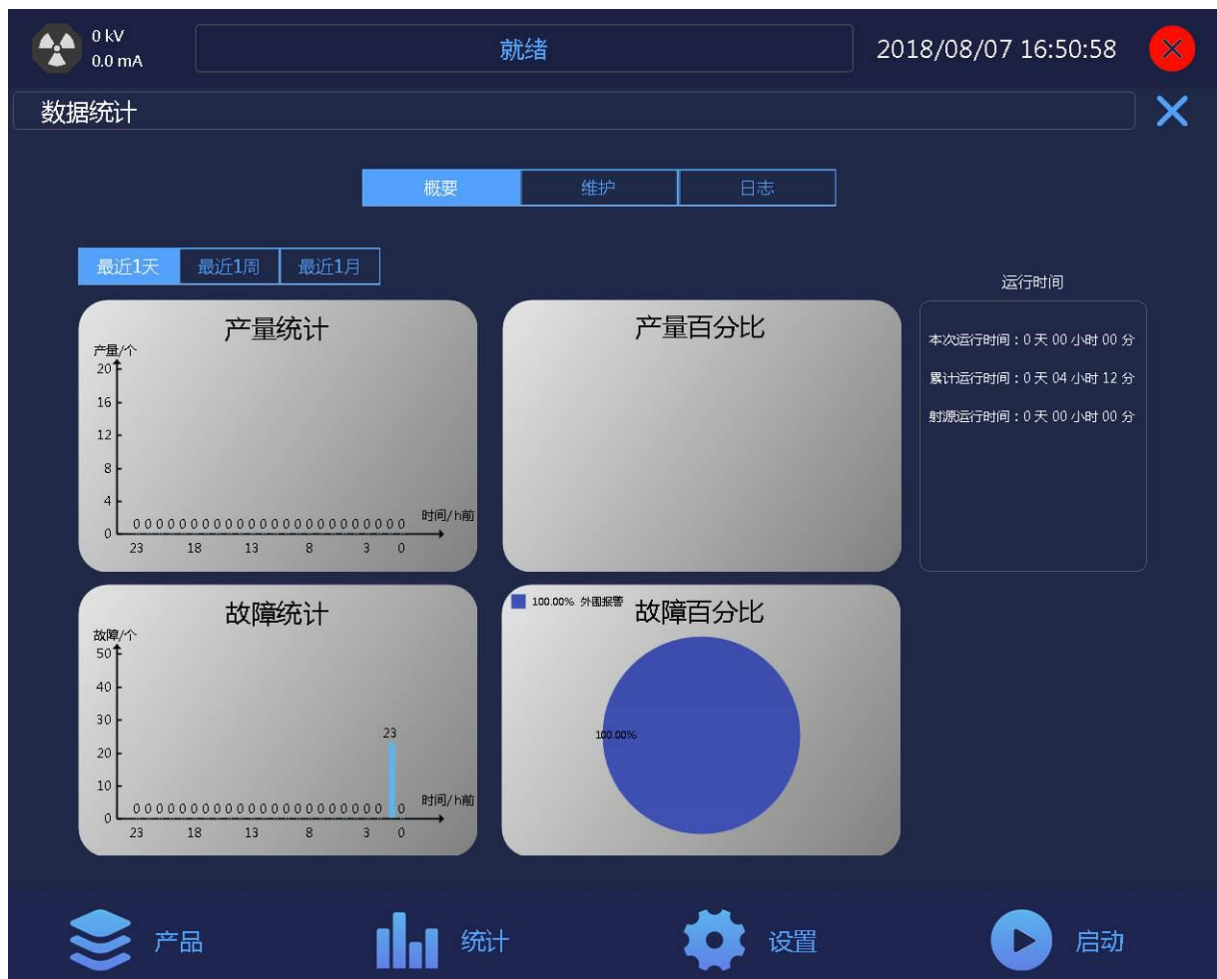 0 kV
0.0 mA
就绪
2018/08/07 16:50:58
数据统计
概要 维护 日志
最近1天 最近1周 最近1月
运行时间
产量统计
产量/个
20
16
12
8
4
0
0 0 0 0 0 0 0 0 0 0 0 0 0 0 0 0 0 0 0 0 0 0 0 0
时间/h前
23 18 13 8 3 0
产量百分比
本次运行时间：0 天 00 小时 00 分
累计运行时间：0 天 04 小时 12 分
射源运行时间：0 天 00 小时 00 分
故障统计
故障/个
50
40
30
20
10
0
23
0 0 0 0 0 0 0 0 0 0 0 0 0 0 0 0 0 0 0 0 0 0 0
时间/h前
23 18 13 8 3 0
100.00% 外围报警
故障百分比
100.00%
产品 统计 设置 启动